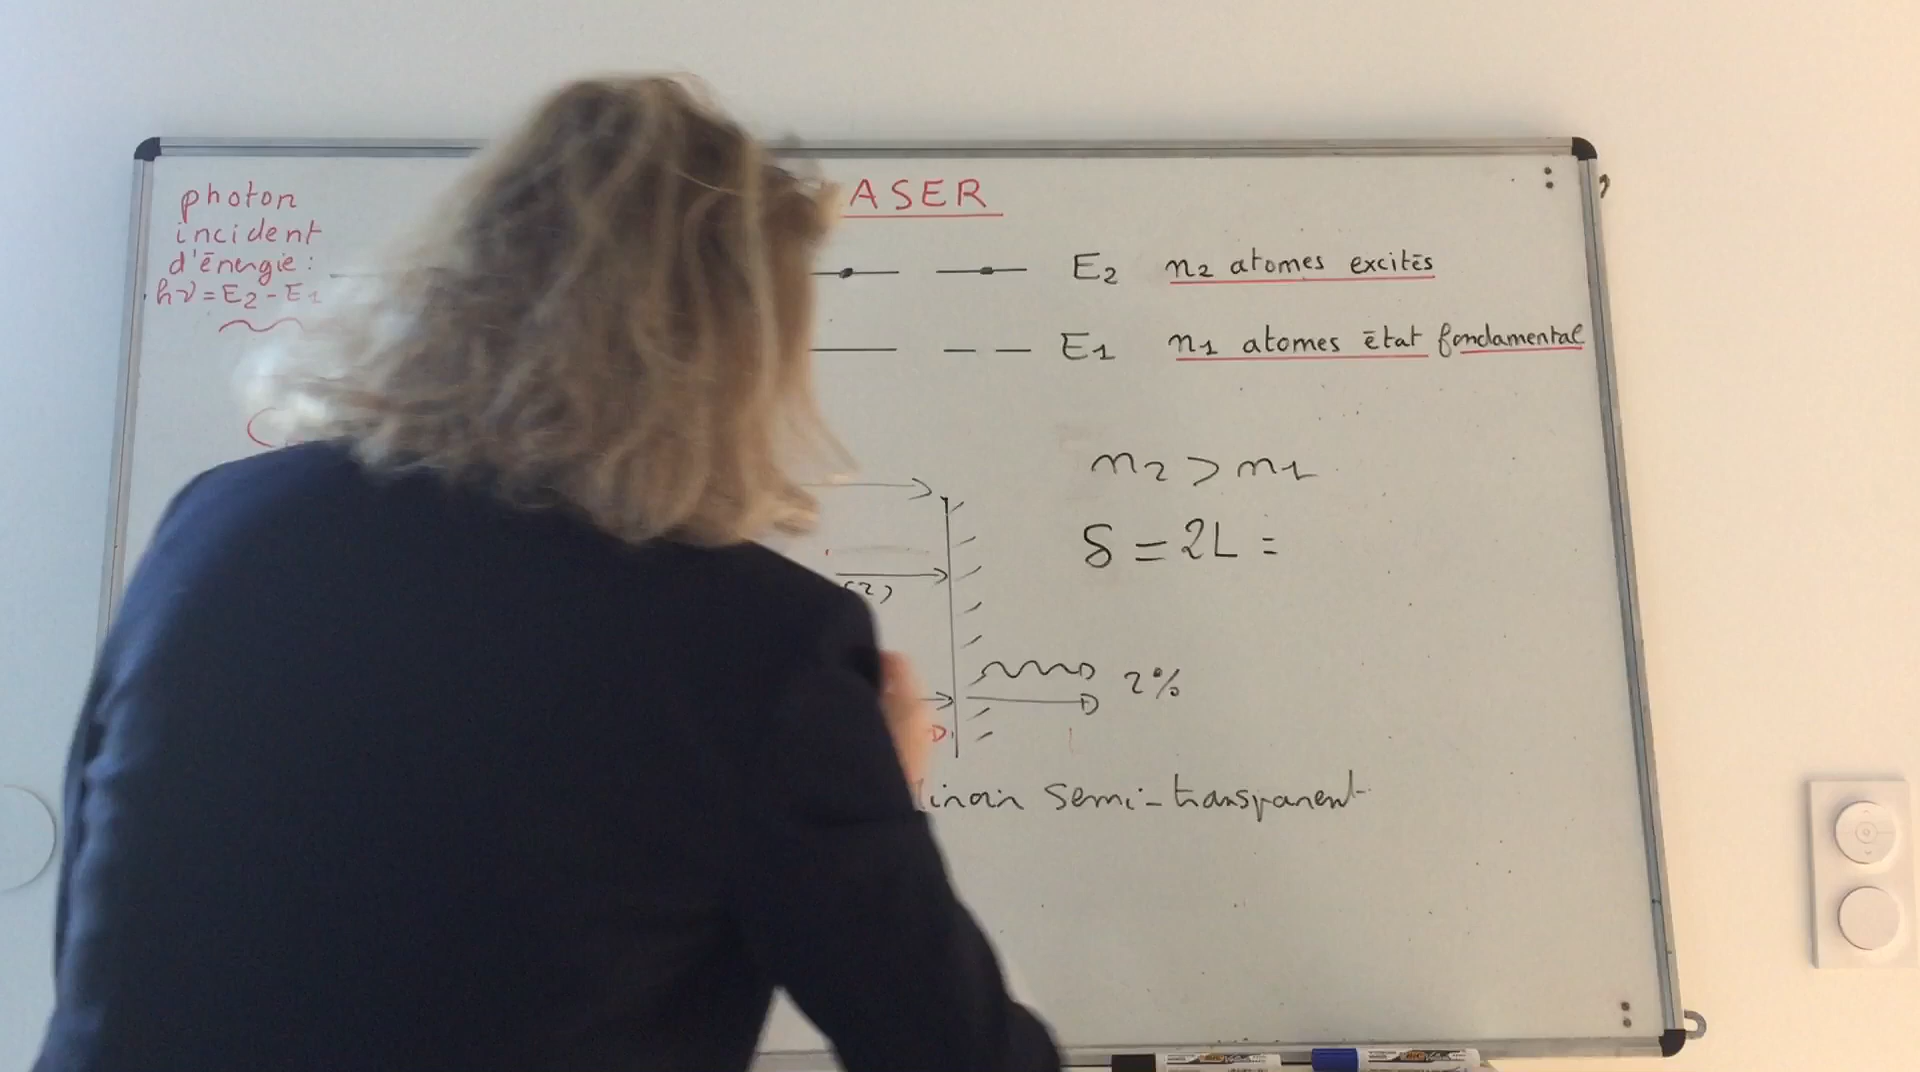 photon
incident
d'énergie :
hν = E2 - E1
ASER
E2 n2 atomes excités
E1 n1 atomes état fondamental
n2 > n1
δ = 2L =
(2)
2%
semi-transparent